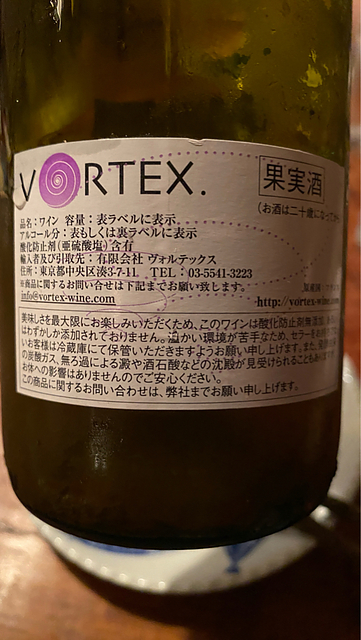 VORTEX.
果実酒
(お酒は二十歳になって
品名:ワイン 容量:表ラベルに表示
アルコール分:表もしくは裏ラベルに表示
酸化防止剤(亜硫酸塩)含有
輸入者及び引取先:有限会社 ヴォルテックス
住所:東京都中央区湊3-7-11 TEL:03-5541-3223
※商品に関するお問い合せは下記までお願い致します。
info@vortex-wine.com
http://vortex-wine.com
美味しさを最大限にお楽しみいただくため、このワインは酸化防止剤無添加、
はわずかしか添加されておりません。温かい環境が苦手なため、セラーを
いお客様は冷蔵庫にて保管いただきますようお願い申し上げます。また、
の炭酸ガス、無ろ過による澱や酒石酸などの沈殿が見受けられることもあり
お体への影響はありませんのでご安心ください。
この商品に関するお問い合わせは、弊社までお願い申し上げます。